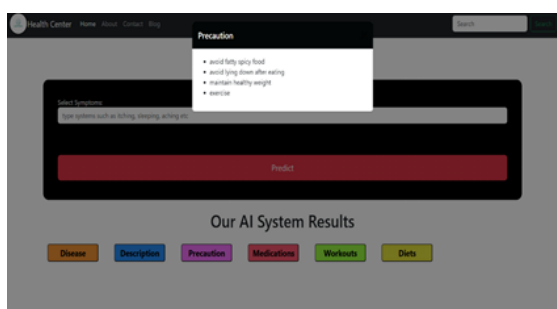 Health Center Home About Contact Blog
Search Search
Precaution
avoid fatty spicy food
avoid lying down after eating
mantain healthy weight
exercise
Select Symptoms:
type systems such as itching, sleeping, aching etc
Predict
Our AI System Results
Disease Description Precaution Medications Workouts Diets